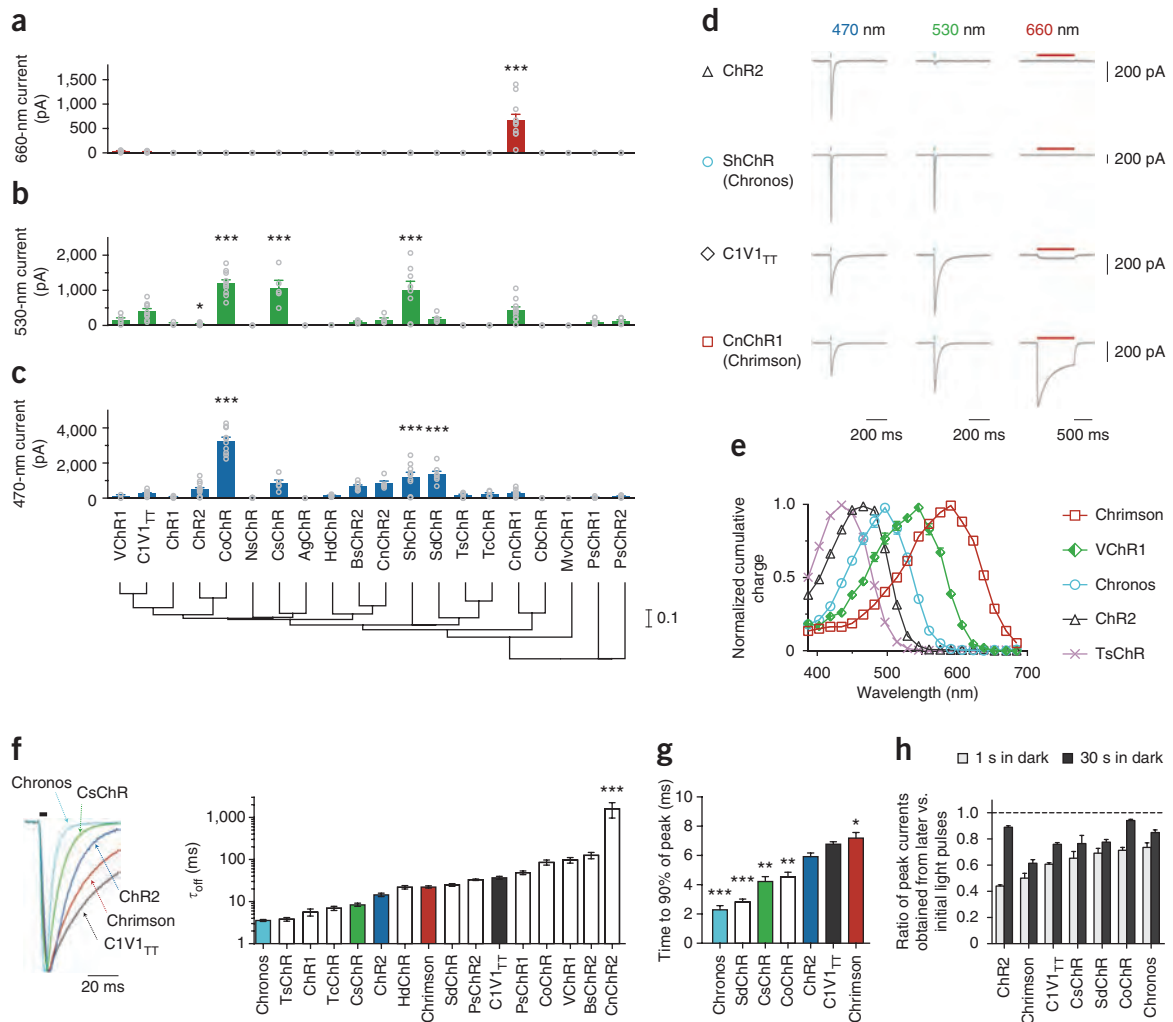 a
660-nm current
(pA)
1,500
1,000
500
0
***
b
530-nm current
(pA)
2,000
1,000
0
*
***
***
***
c
470-nm current
(pA)
4,000
2,000
0
***
***
***
VChR1
C1V1TT
ChR1
ChR2
CoChR
NsChR
CsChR
AgChR
HdChR
BsChR2
CnChR2
ShChR
SdChR
TsChR
TcChR
CnChR1
CbChR
MvChR1
PsChR1
PsChR2
0.1
d
470 nm
530 nm
660 nm
ChR2
200 pA
ShChR
(Chronos)
200 pA
C1V1TT
200 pA
CnChR1
(Chrimson)
200 pA
200 ms
200 ms
500 ms
e
Normalized cumulative
charge
1.0
0.5
0
400
500
600
700
Wavelength (nm)
Chrimson
VChR1
Chronos
ChR2
TsChR
f
Chronos
CsChR
ChR2
Chrimson
C1V1TT
20 ms
τoff (ms)
1,000
100
10
1
***
Chronos
TsChR
ChR1
TcChR
CsChR
ChR2
HdChR
Chrimson
SdChR
PsChR2
C1V1TT
PsChR1
CoChR
VChR1
BsChR2
CnChR2
g
Time to 90% of peak (ms)
10
8
6
4
2
0
***
***
**
**
*
Chronos
SdChR
CsChR
CoChR
ChR2
C1V1TT
Chrimson
h
1 s in dark
30 s in dark
Ratio of peak currents
obtained from later vs.
initial light pulses
1.0
0.8
0.6
0.4
0.2
0
ChR2
Chrimson
C1V1TT
CsChR
SdChR
CoChR
Chronos